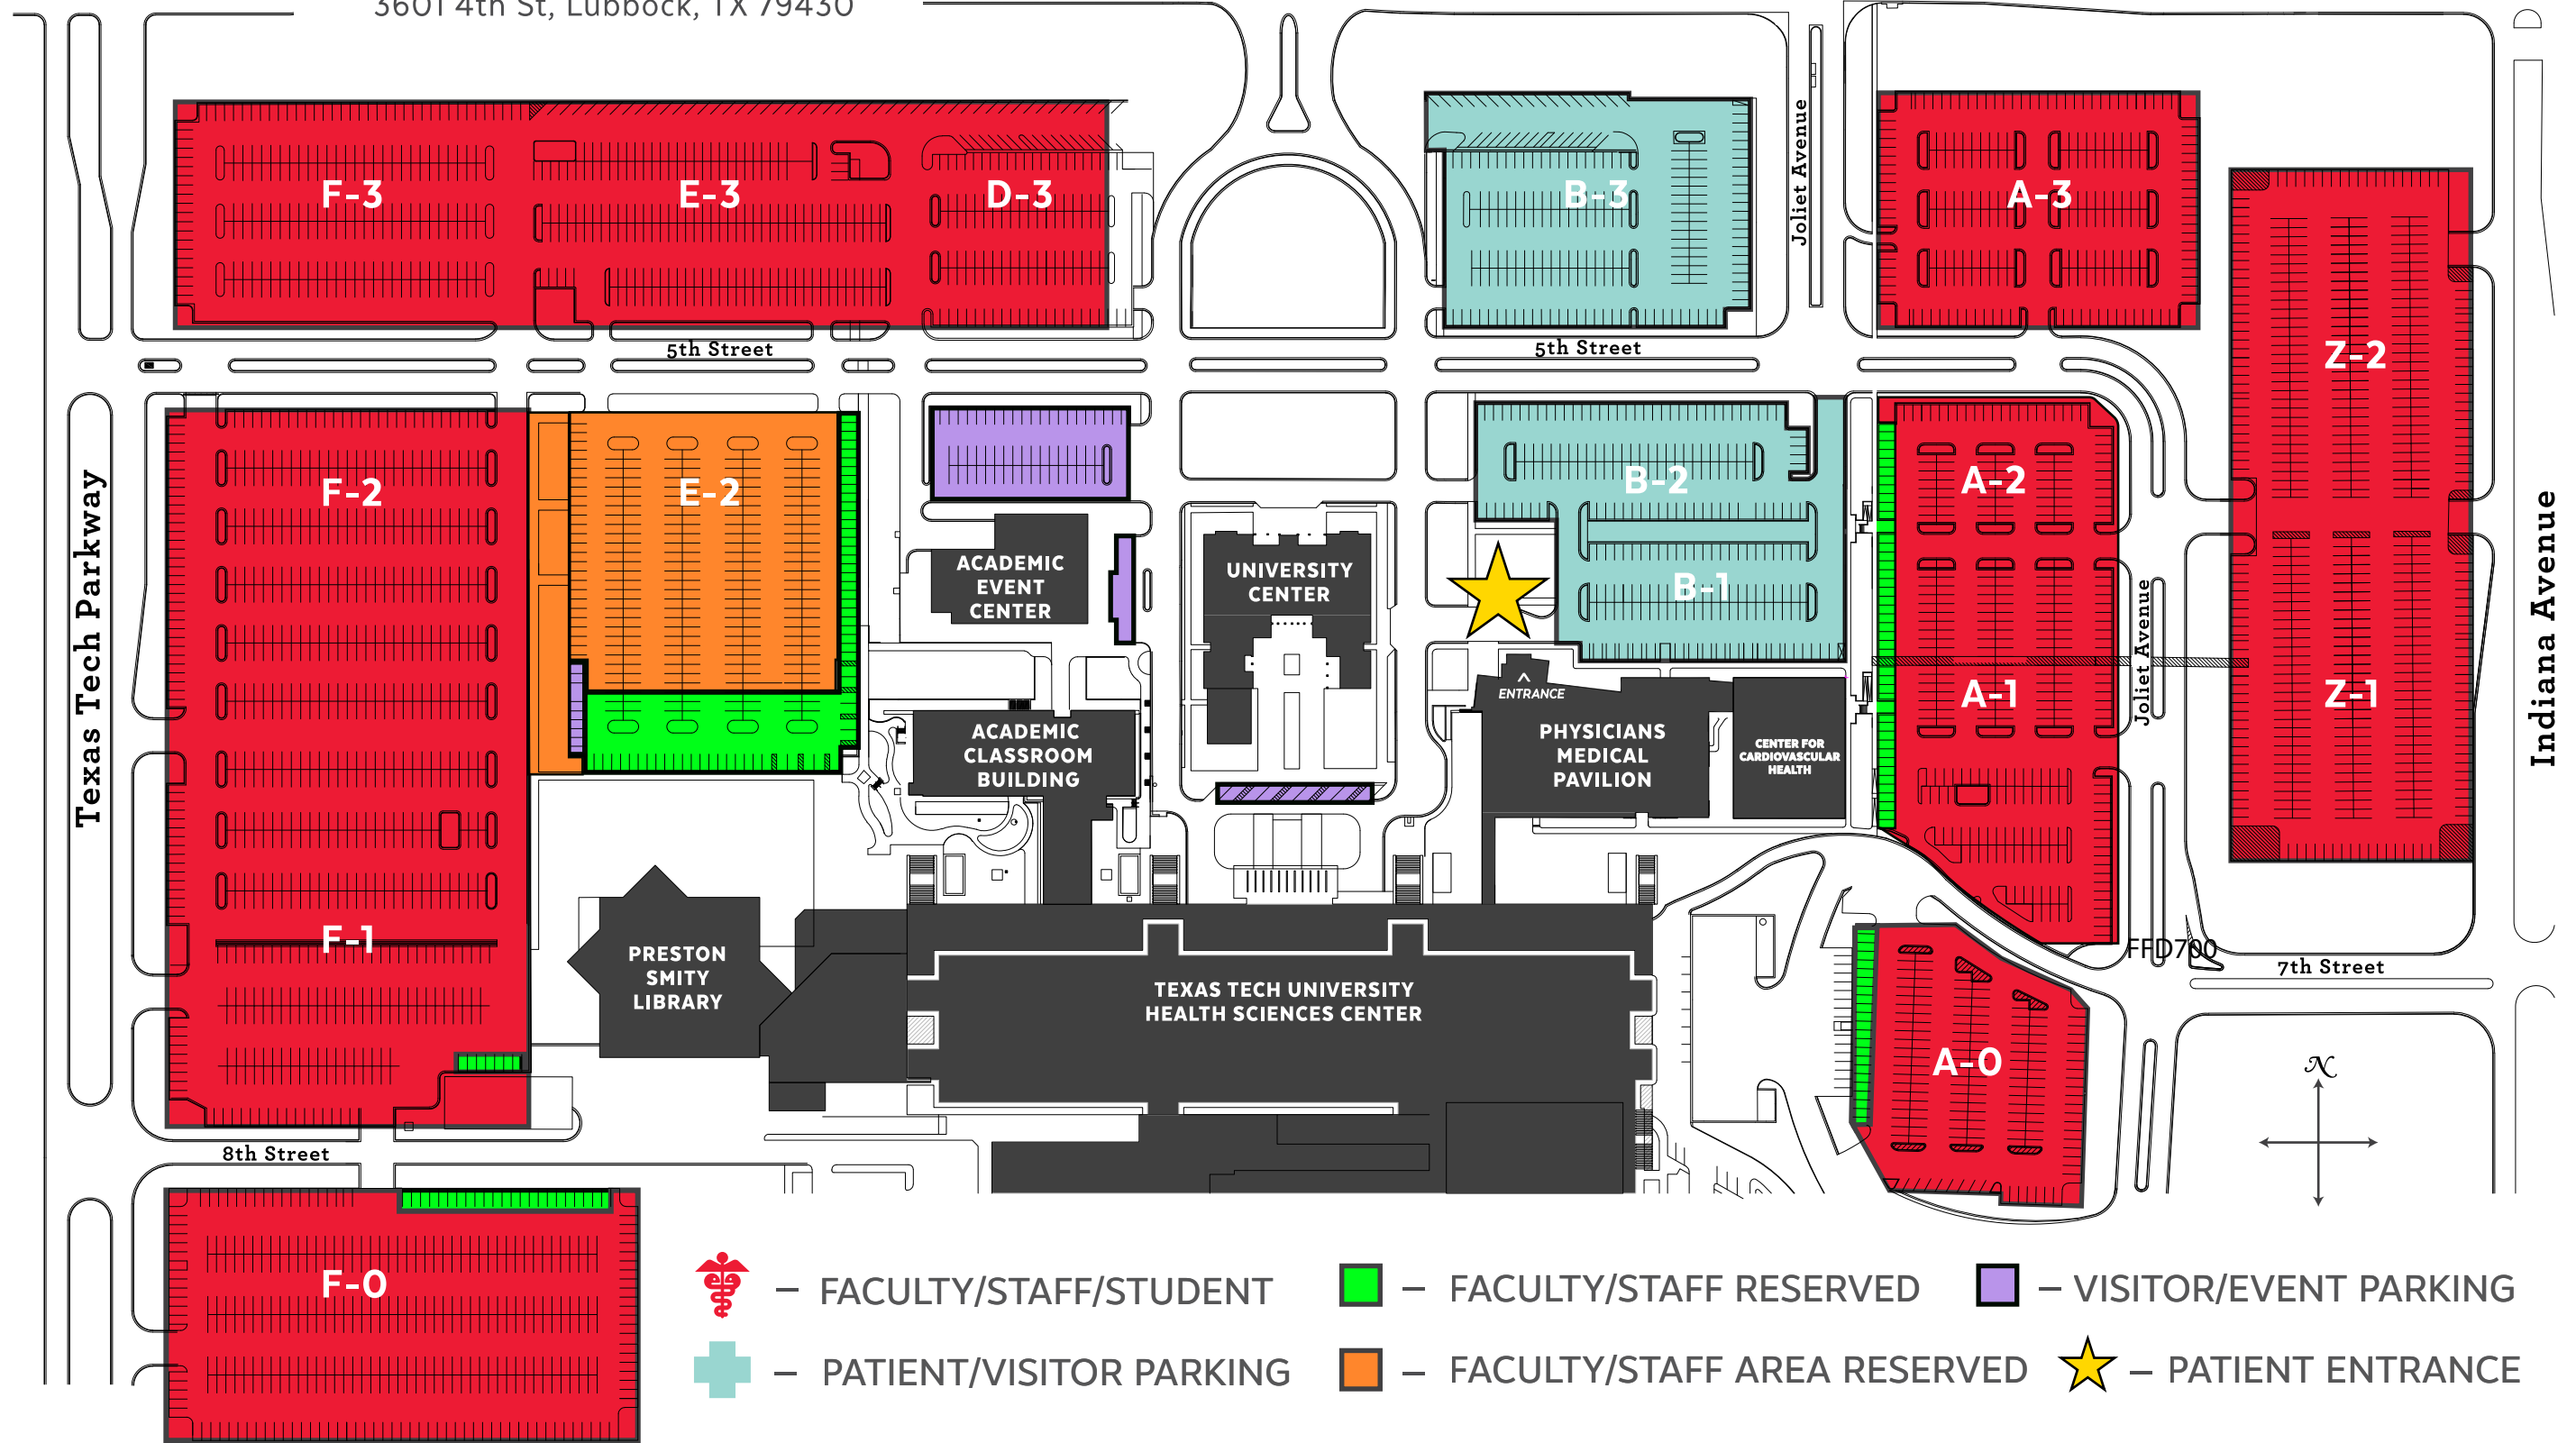 3601 4th St, Lubbock, TX 79430
Joliet Avenue
F-3
E-3
D-3
B-3
A-3
5th Street
5th Street
Z-2
F-2
E-2
B-2
A-2
Texas Tech Parkway
Indiana Avenue
ACADEMIC
EVENT
CENTER
UNIVERSITY
CENTER
B-1
Joliet Avenue
A-1
Z-1
ENTRANCE
ACADEMIC
CLASSROOM
BUILDING
PHYSICIANS
MEDICAL
PAVILION
CENTER FOR
CARDIOVASCULAR
HEALTH
F-1
FFD700
7th Street
PRESTON
SMITY
LIBRARY
TEXAS TECH UNIVERSITY
HEALTH SCIENCES CENTER
A-0
N
8th Street
F-0
– FACULTY/STAFF/STUDENT
– FACULTY/STAFF RESERVED
– VISITOR/EVENT PARKING
– PATIENT/VISITOR PARKING
– FACULTY/STAFF AREA RESERVED
– PATIENT ENTRANCE